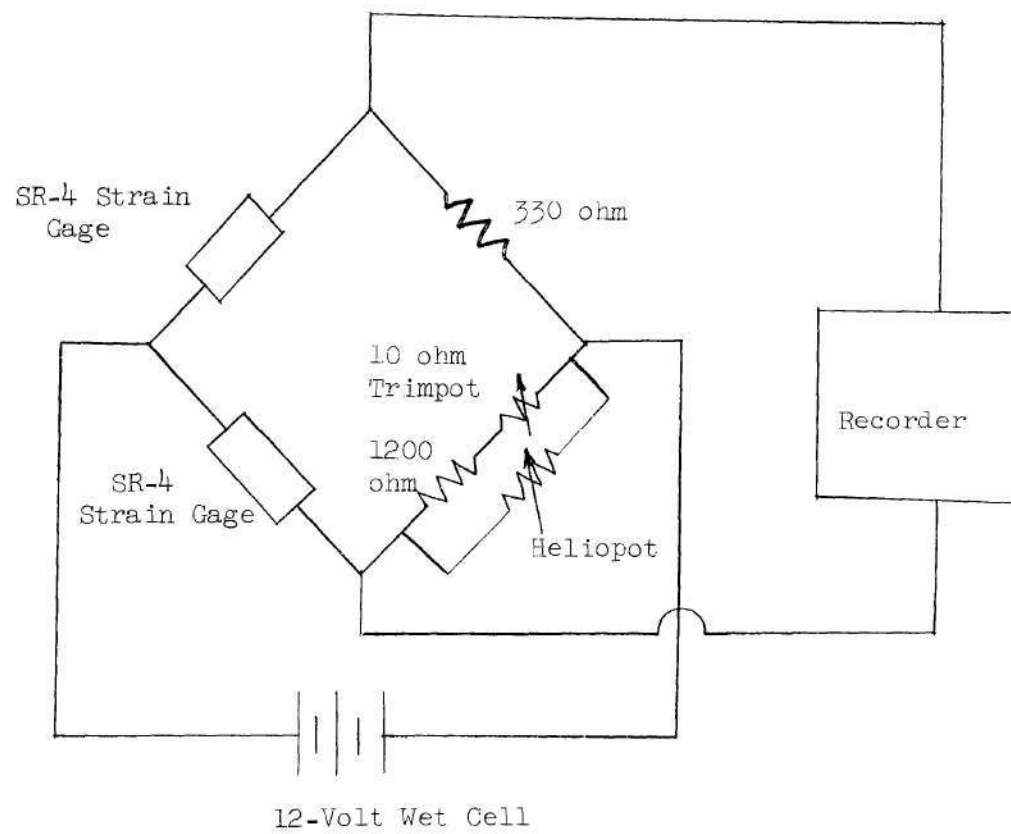 SR-4 Strain
Gage
330 ohm
10 ohm
Trimpot
1200
ohm
Recorder
SR-4
Strain Gage
Heliopot
12-Volt Wet Cell